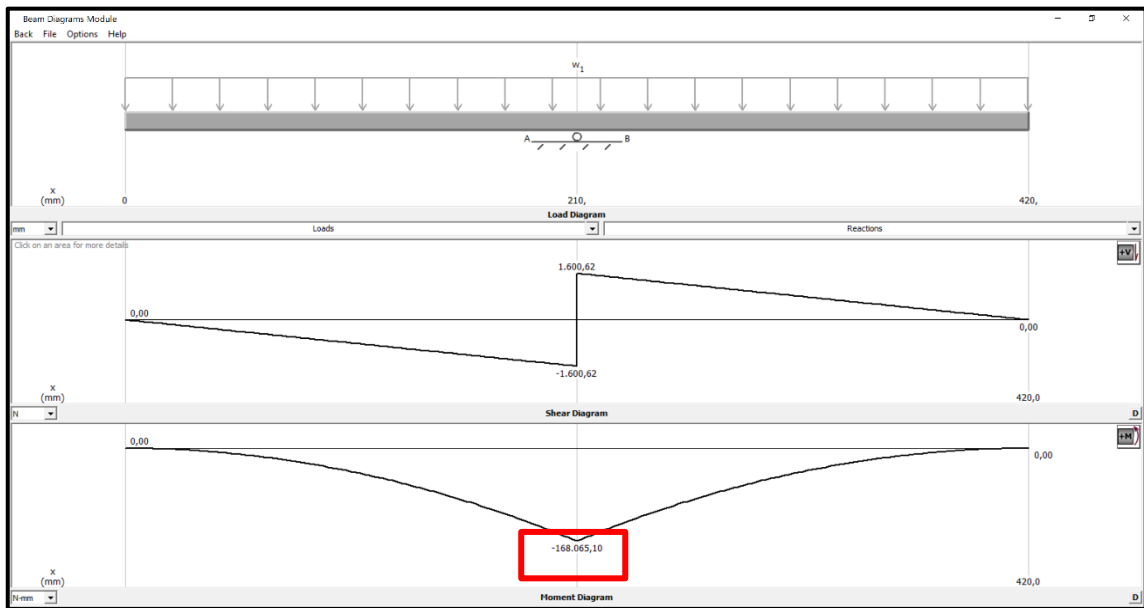 Beam Diagrams Module
Back File Options Help
w1
A B
x
(mm)
0 210, 420,
Load Diagram
mm Loads Reactions
Click on an area for more details
+V
1.600,62
0,00
0,00
-1.600,62
x
(mm)
420,0
N Shear Diagram D
+M
0,00
0,00
-168.065,10
x
(mm)
420,0
N-mm Moment Diagram D